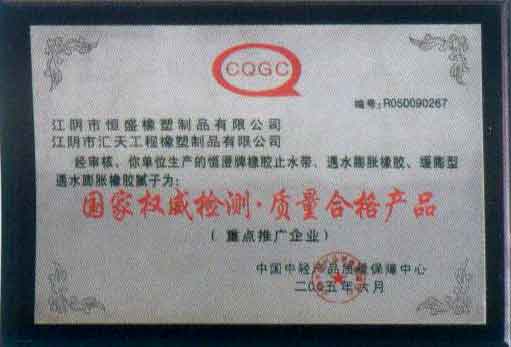 CQGC
编号:R050090267
江阴市恒盛橡塑制品有限公司
江阴市汇天工程橡塑制品有限公司
经审核、你单位生产的恒澄牌橡胶止水带、遇水膨胀橡胶、缓膨型
遇水膨胀橡胶腻子为:
国家权威检测·质量合格产品
(重点推广企业)
中国中轻产品质量保障中心
二00五年六月